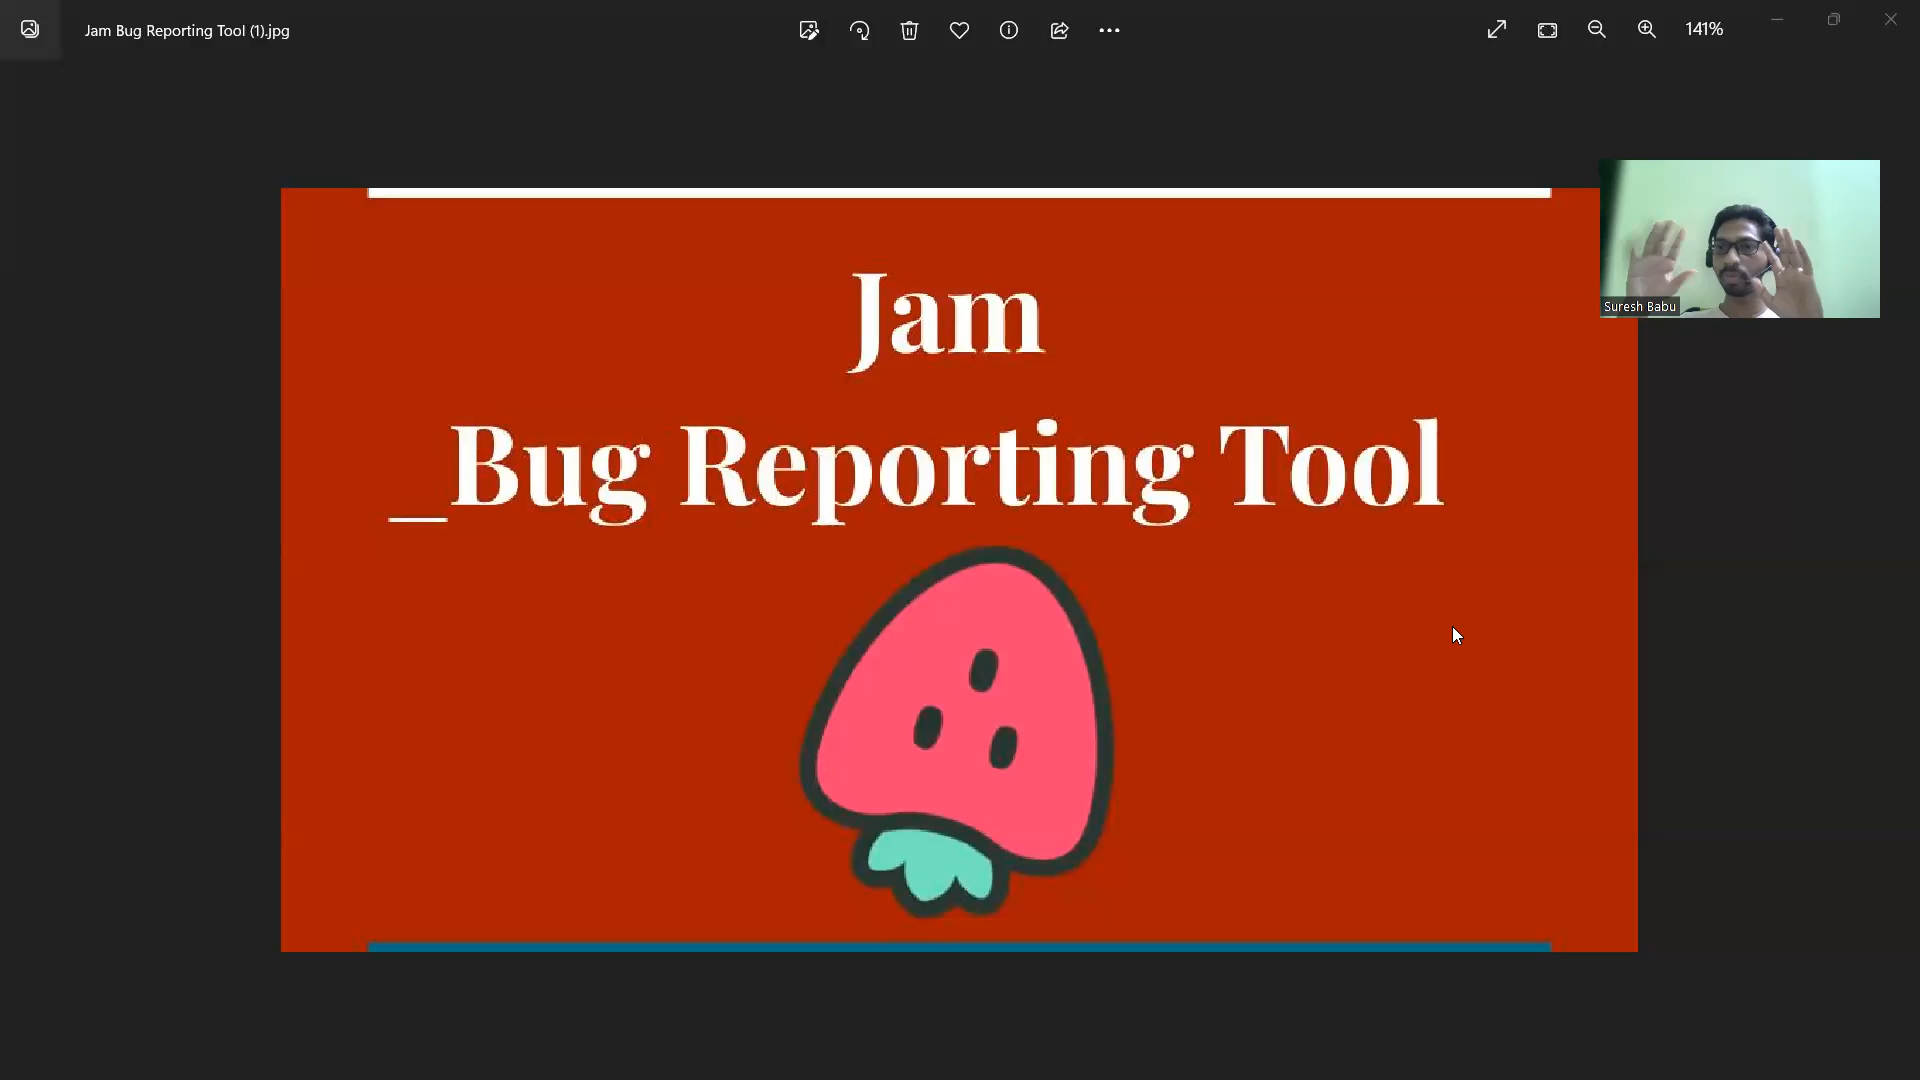 Jam Bug Reporting Tool (1).jpg
141%
Suresh Babu
Jam
_Bug Reporting Tool